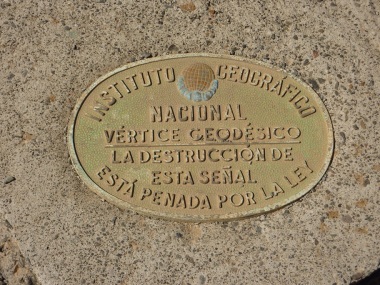 INSTITUTO GEOGRÁFICO
NACIONAL
VÉRTICE GEODÉSICO
LA DESTRUCCIÓN DE
ESTA SEÑAL
ESTÁ PENADA POR LA LEY